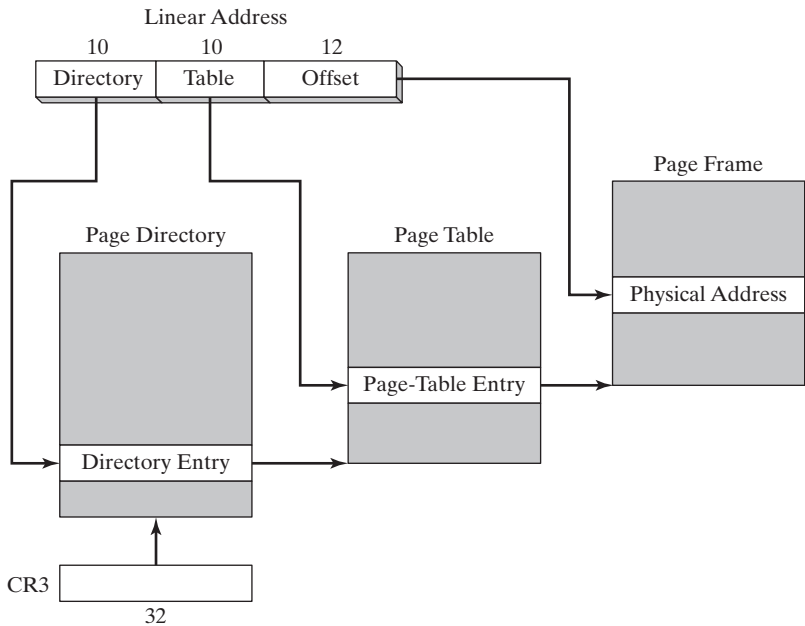 Linear Address
10 10 12
Directory Table Offset
Page Frame
Page Directory
Page Table
Physical Address
Page-Table Entry
Directory Entry
CR3
32